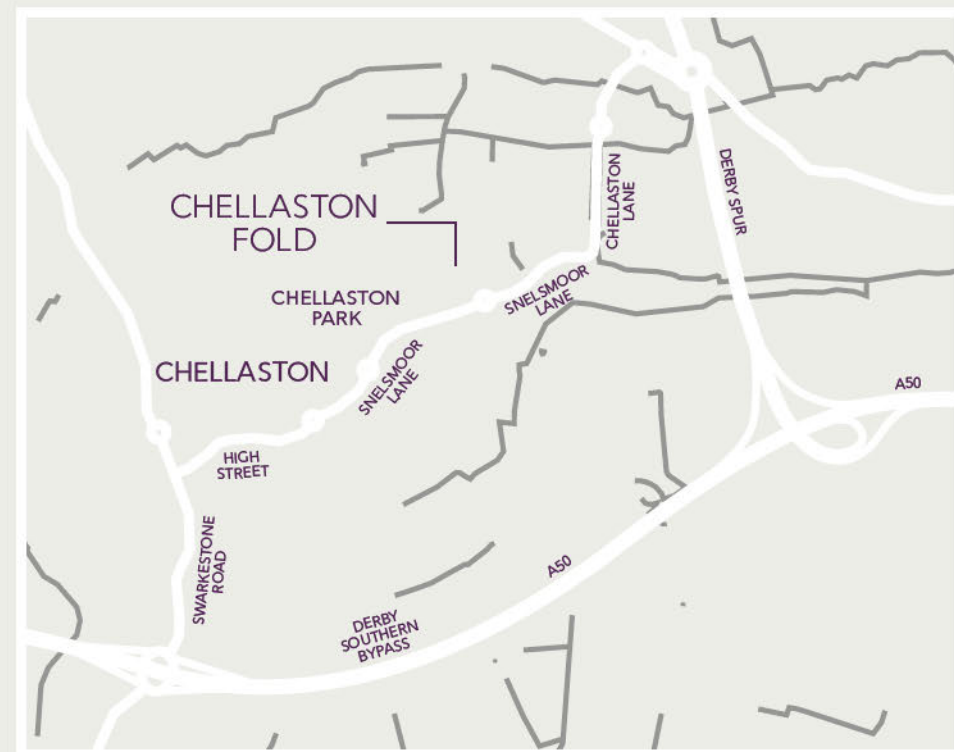 CHELLASTON
LANE
DERBY SPUR
CHELLASTON
FOLD
SNELSMOOR
LANE
CHELLASTON
PARK
CHELLASTON
SNELSMOOR
LANE
A50
HIGH
STREET
SWARKESTONE
ROAD
A50
DERBY
SOUTHERN
BYPASS